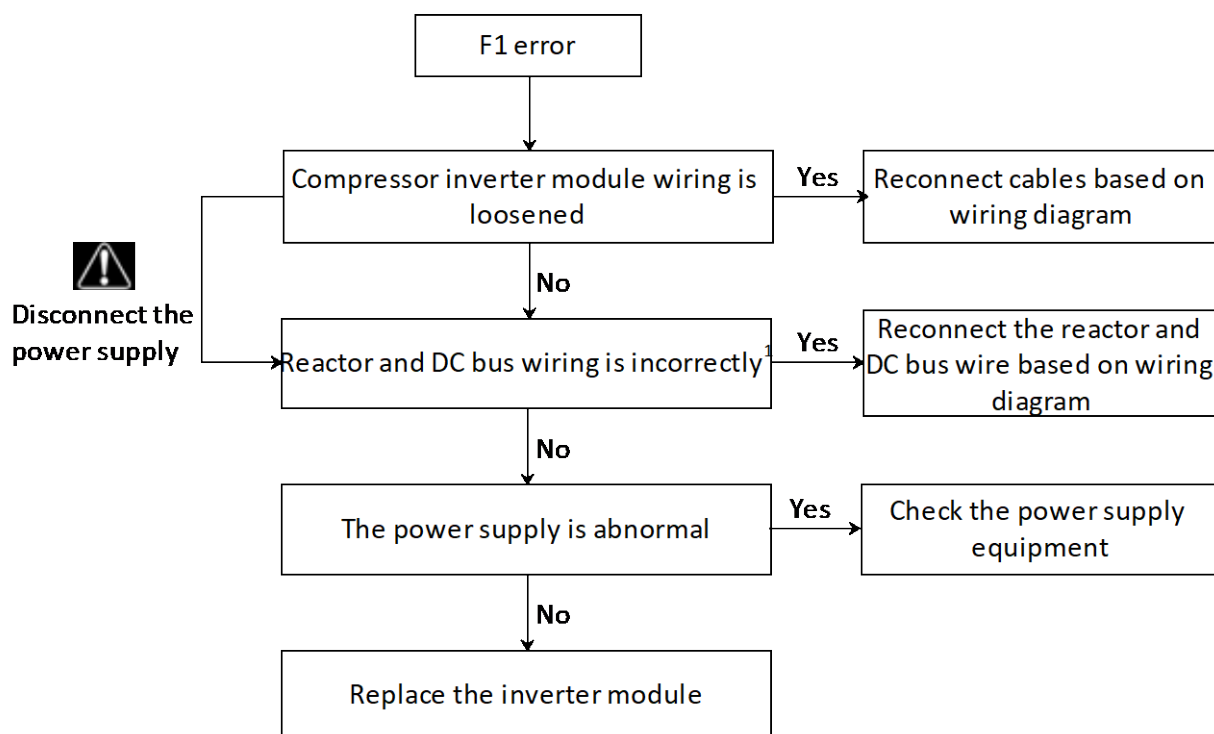 F1 error
Compressor inverter module wiring is
loosened
Yes
Reconnect cables based on
wiring diagram
No
Disconnect the
power supply
Reactor and DC bus wiring is incorrectly1
Yes
Reconnect the reactor and
DC bus wire based on wiring
diagram
No
The power supply is abnormal
Yes
Check the power supply
equipment
No
Replace the inverter module